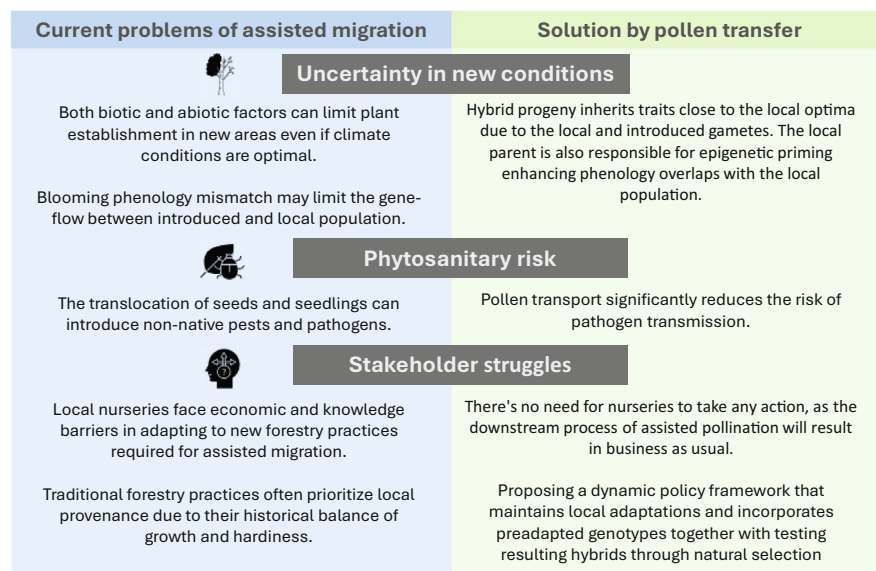 Current problems of assisted migration
Solution by pollen transfer
Uncertainty in new conditions
Both biotic and abiotic factors can limit plant
establishment in new areas even if climate
conditions are optimal.
Blooming phenology mismatch may limit the gene-
flow between introduced and local population.
Hybrid progeny inherits traits close to the local optima
due to the local and introduced gametes. The local
parent is also responsible for epigenetic priming
enhancing phenology overlaps with the local
population.
Phytosanitary risk
The translocation of seeds and seedlings can
introduce non-native pests and pathogens.
Pollen transport significantly reduces the risk of
pathogen transmission.
Stakeholder struggles
?
Local nurseries face economic and knowledge
barriers in adapting to new forestry practices
required for assisted migration.
Traditional forestry practices often prioritize local
provenance due to their historical balance of
growth and hardiness.
There's no need for nurseries to take any action, as the
downstream process of assisted pollination will result
in business as usual.
Proposing a dynamic policy framework that
maintains local adaptations and incorporates
preadapted genotypes together with testing
resulting hybrids through natural selection